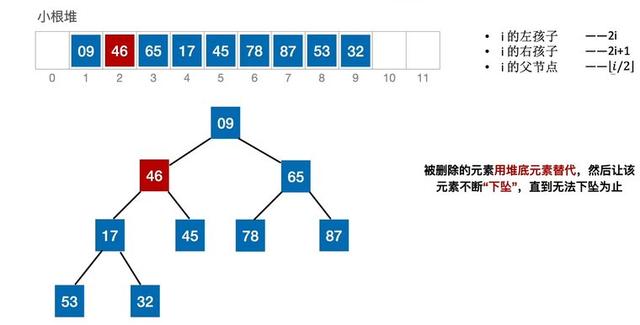 小根堆
09 46 65 17 45 78 87 53 32
0 1 2 3 4 5 6 7 8 9 10 11
• i 的左孩子 ——2i
• i 的右孩子 ——2i+1
• i 的父节点 ——⌊i/2⌋
09
46 65
被删除的元素用堆底元素替代，然后让该
元素不断“下坠”，直到无法下坠为止
17 45 78 87
53 32